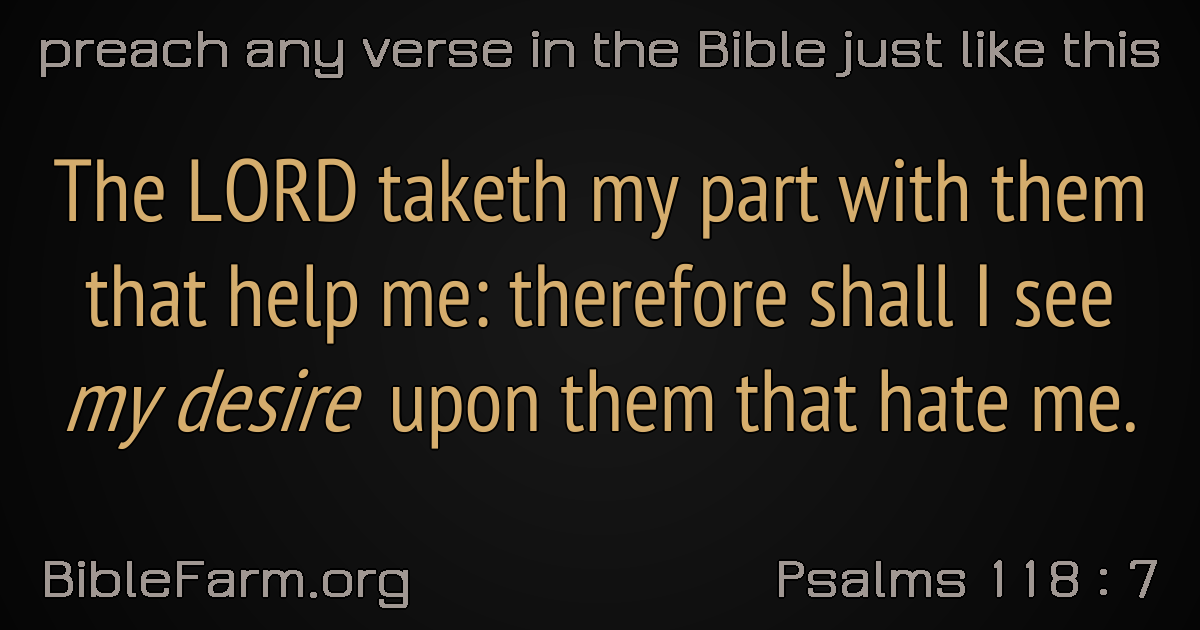 preach any verse in the Bible just like this
The LORD taketh my part with them
that help me: therefore shall I see
my desire upon them that hate me.
BibleFarm.org
Psalms 118 : 7